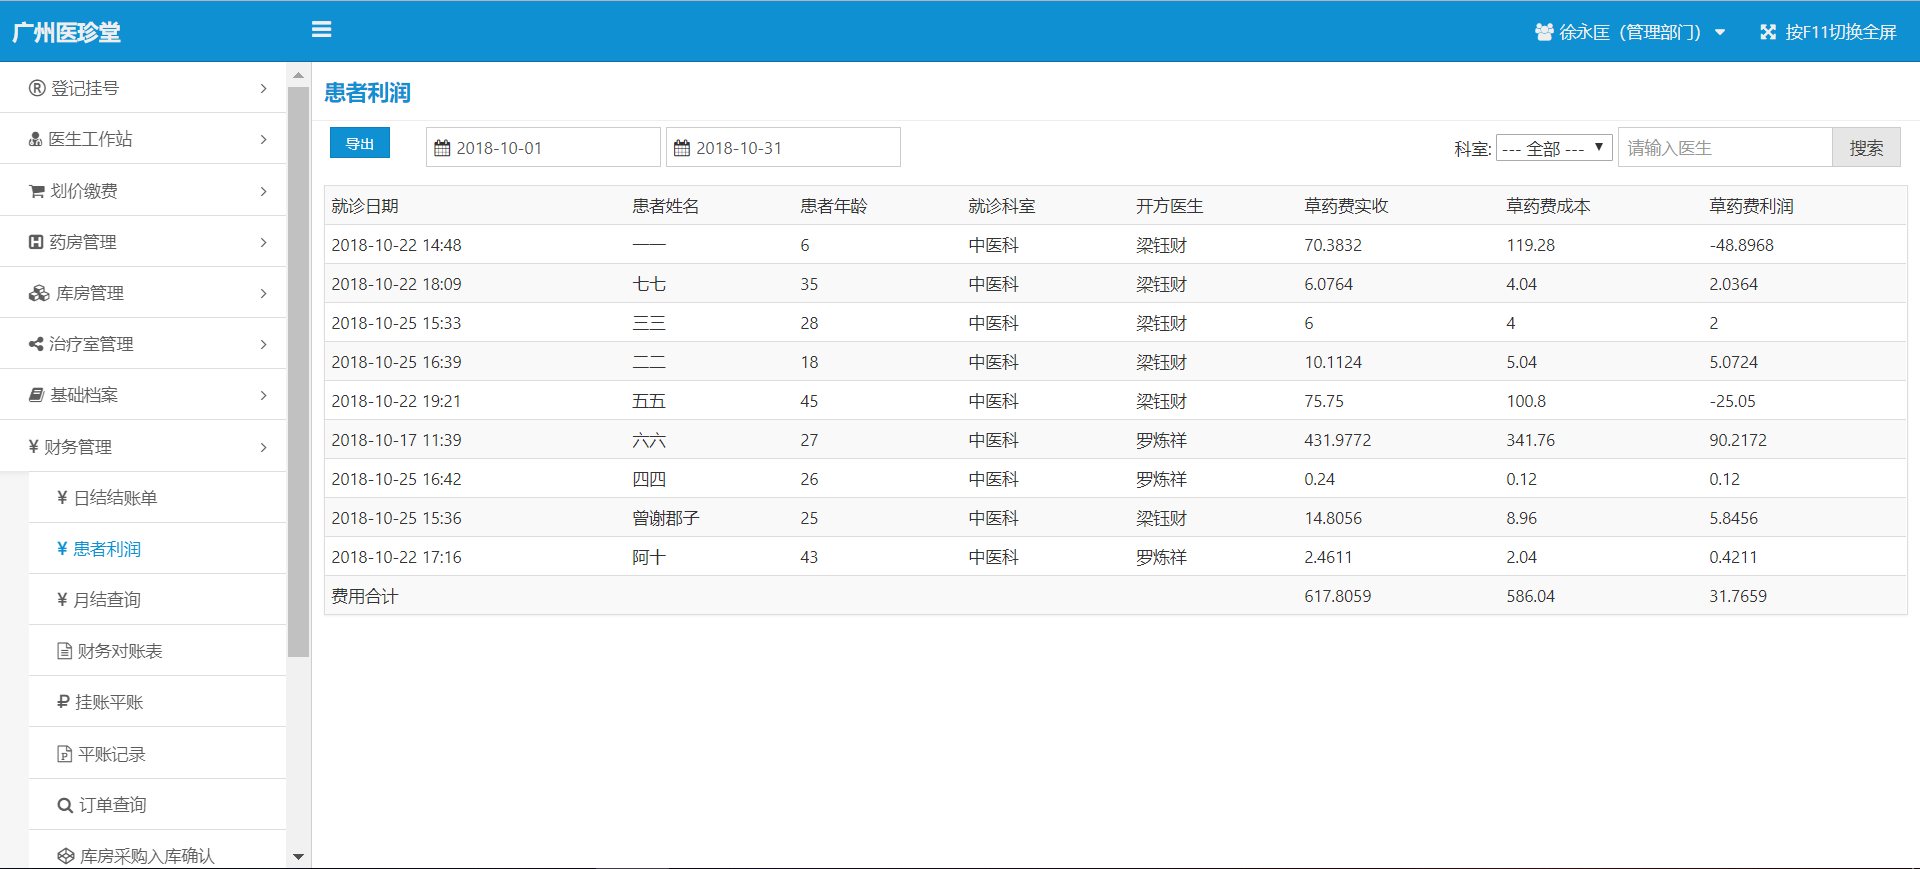 广州医珍堂
徐永匡（管理部门）
按F11切换全屏
登记挂号
医生工作站
划价缴费
药房管理
库房管理
治疗室管理
基础档案
¥ 财务管理
¥ 日结结账单
¥ 患者利润
¥ 月结查询
财务对账表
挂账平账
平账记录
订单查询
库房采购入库确认
患者利润
导出 2018-10-01 2018-10-31 科室: --- 全部 --- 请输入医生 搜索
就诊日期 患者姓名 患者年龄 就诊科室 开方医生 草药费实收 草药费成本 草药费利润
2018-10-22 14:48 一一 6 中医科 梁钰财 70.3832 119.28 -48.8968
2018-10-22 18:09 七七 35 中医科 梁钰财 6.0764 4.04 2.0364
2018-10-25 15:33 三三 28 中医科 梁钰财 6 4 2
2018-10-25 16:39 二二 18 中医科 梁钰财 10.1124 5.04 5.0724
2018-10-22 19:21 五五 45 中医科 梁钰财 75.75 100.8 -25.05
2018-10-17 11:39 六六 27 中医科 罗炼祥 431.9772 341.76 90.2172
2018-10-25 16:42 四四 26 中医科 罗炼祥 0.24 0.12 0.12
2018-10-25 15:36 曾谢郡子 25 中医科 梁钰财 14.8056 8.96 5.8456
2018-10-22 17:16 阿十 43 中医科 罗炼祥 2.4611 2.04 0.4211
费用合计 617.8059 586.04 31.7659